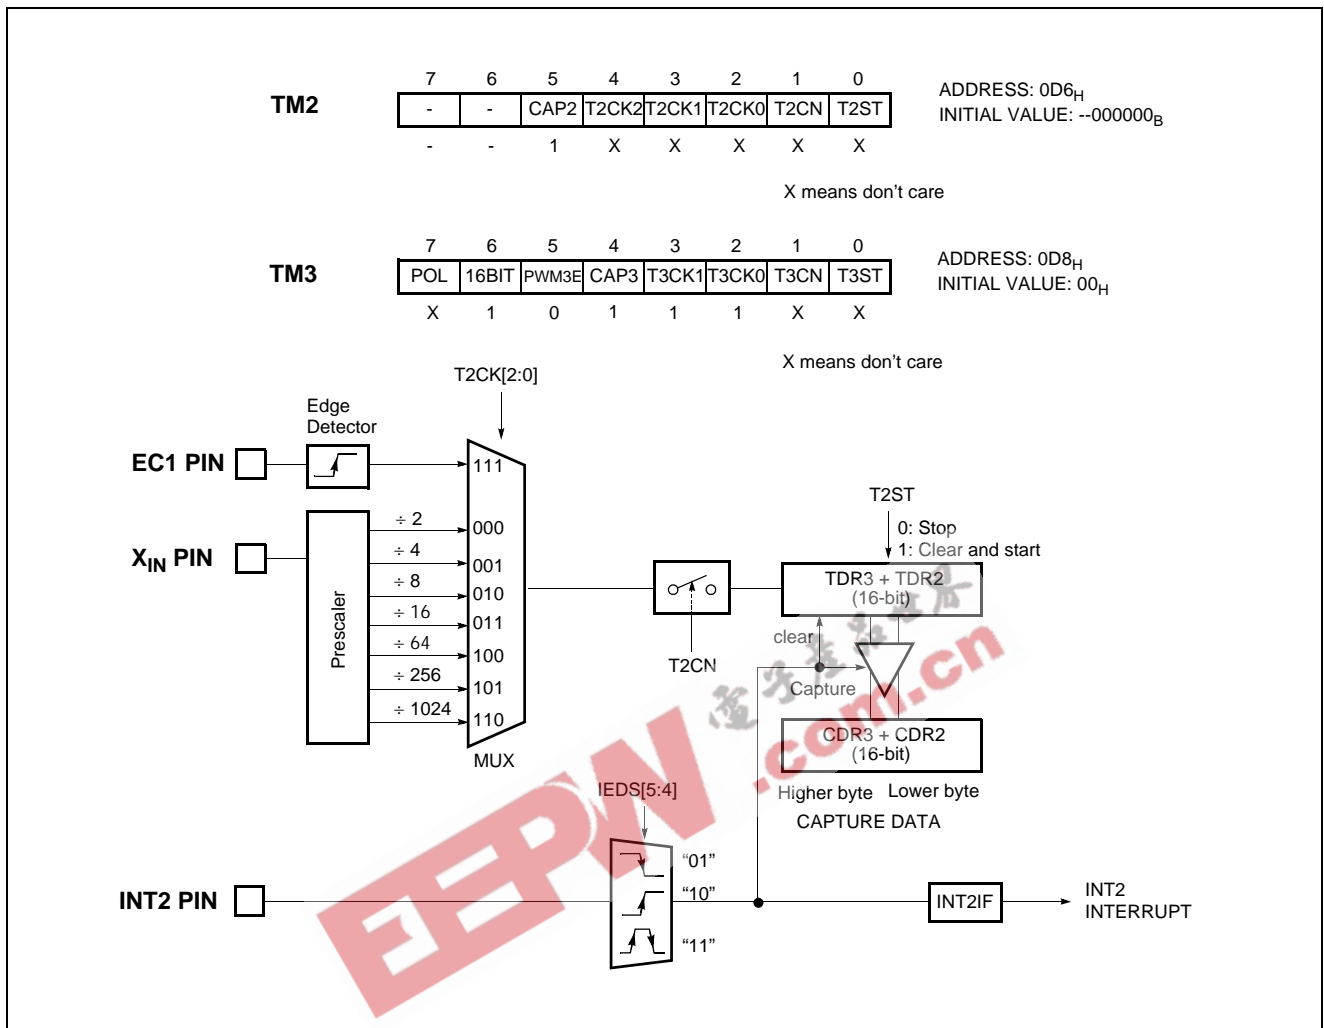 7 6 5 4 3 2 1 0
TM2
- - CAP2 T2CK2 T2CK1 T2CK0 T2CN T2ST
ADDRESS: 0D6H
INITIAL VALUE: --000000B
- - 1 X X X X X
X means don't care
7 6 5 4 3 2 1 0
TM3
POL 16BIT PWM3E CAP3 T3CK1 T3CK0 T3CN T3ST
ADDRESS: 0D8H
INITIAL VALUE: 00H
X 1 0 1 1 1 X X
X means don't care
T2CK[2:0]
Edge
Detector
EC1 PIN
111
T2ST
0: Stop
1: Clear and start
XIN PIN
Prescaler
÷ 2
000
÷ 4
001
÷ 8
010
÷ 16
011
÷ 64
100
÷ 256
101
÷ 1024
110
MUX
T2CN
TDR3 + TDR2
(16-bit)
clear
Capture
CDR3 + CDR2
(16-bit)
Higher byte Lower byte
CAPTURE DATA
IEDS[5:4]
INT2 PIN
"01"
"10"
"11"
INT2IF
INT2
INTERRUPT
電子產品世界
EEPW.com.cn